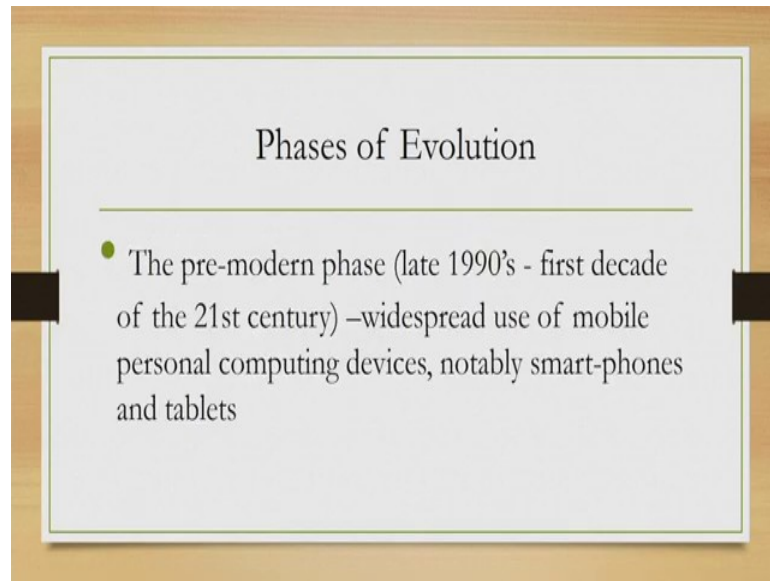 Phases of Evolution
• The pre-modern phase (late 1990's - first decade
of the 21st century) –widespread use of mobile
personal computing devices, notably smart-phones
and tablets